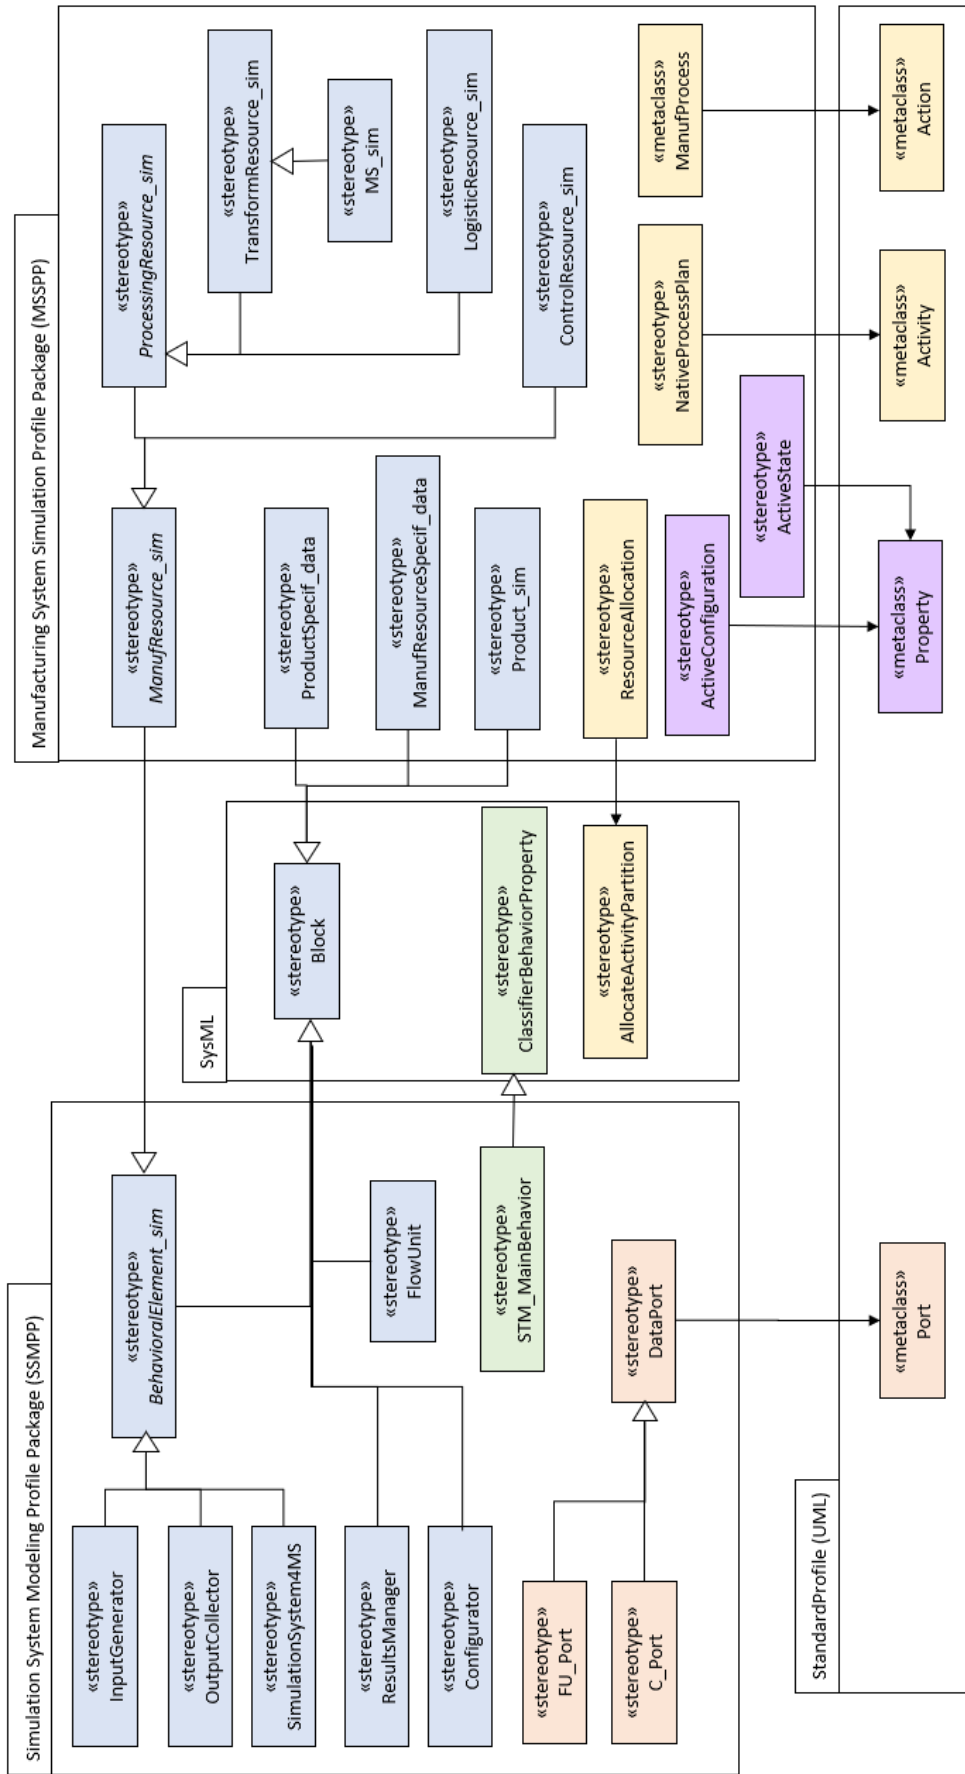 Simulation System Modeling Profile Package (SSMPP)
«stereotype»
InputGenerator
«stereotype»
OutputCollector
«stereotype»
SimulationSystem4MS
«stereotype»
ResultsManager
«stereotype»
Configurator
«stereotype»
FU_Port
«stereotype»
C_Port
«stereotype»
BehavioralElement_sim
«stereotype»
FlowUnit
«stereotype»
STM_MainBehavior
«stereotype»
DataPort
SysML
«stereotype»
Block
«stereotype»
ClassifierBehaviorProperty
«stereotype»
AllocateActivityPartition
Manufacturing System Simulation Profile Package (MSSPP)
«stereotype»
ManufResource_sim
«stereotype»
ProductSpecif_data
«stereotype»
ManufResourceSpecif_data
«stereotype»
Product_sim
«stereotype»
ResourceAllocation
«stereotype»
ActiveConfiguration
«stereotype»
ActiveState
«stereotype»
ProcessingResource_sim
«stereotype»
TransformResource_sim
«stereotype»
MS_sim
«stereotype»
LogisticResource_sim
«stereotype»
ControlResource_sim
«stereotype»
NativeProcessPlan
«metaclass»
ManufProcess
StandardProfile (UML)
«metaclass»
Port
«metaclass»
Property
«metaclass»
Activity
«metaclass»
Action